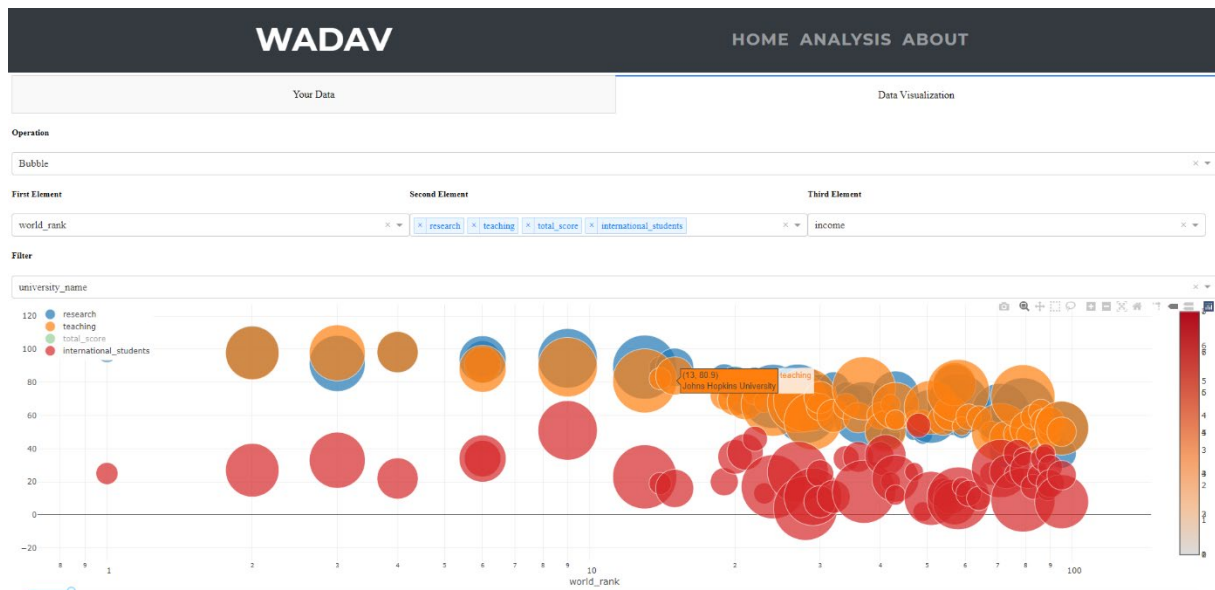 WADAV
HOME ANALYSIS ABOUT
Your Data
Data Visualization
Operation
Bubble
First Element
Second Element
Third Element
world_rank
× research × teaching × total_score × international_students
income
Filter
university_name
120
100
80
60
40
20
0
−20
research
teaching
total_score
international_students
(13, 80.9)
Johns Hopkins University
teaching
8 9 1 2 3 4 5 6 7 8 9 10 2 3 4 5 6 7 8 9 100
world_rank